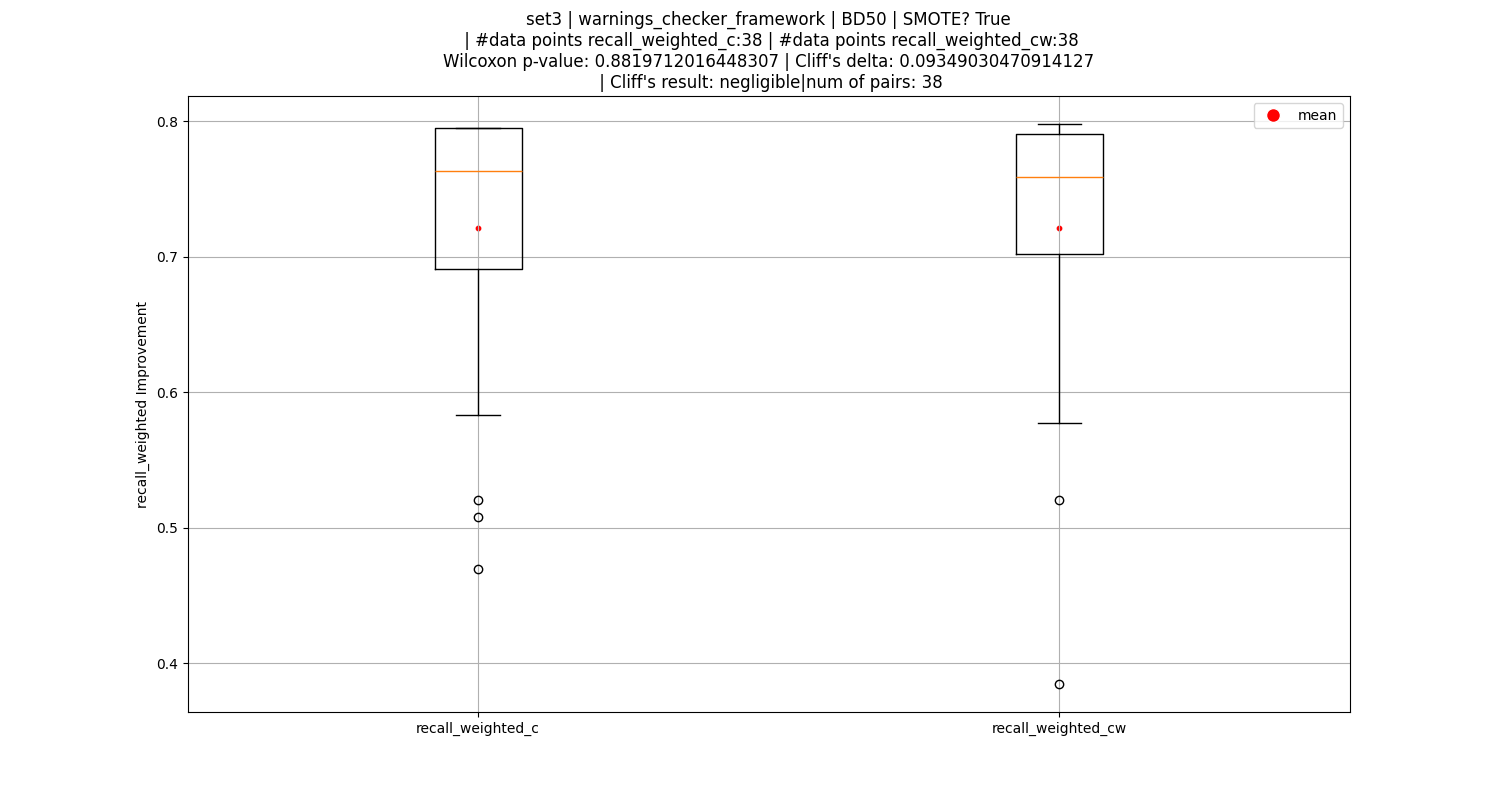 set3 | warnings_checker_framework | BD50 | SMOTE? True
| #data points recall_weighted_c:38 | #data points recall_weighted_cw:38
Wilcoxon p-value: 0.8819712016448307 | Cliff's delta: 0.09349030470914127
| Cliff's result: negligible|num of pairs: 38
mean
0.8
0.7
0.6
0.5
0.4
recall_weighted Improvement
recall_weighted_c
recall_weighted_cw